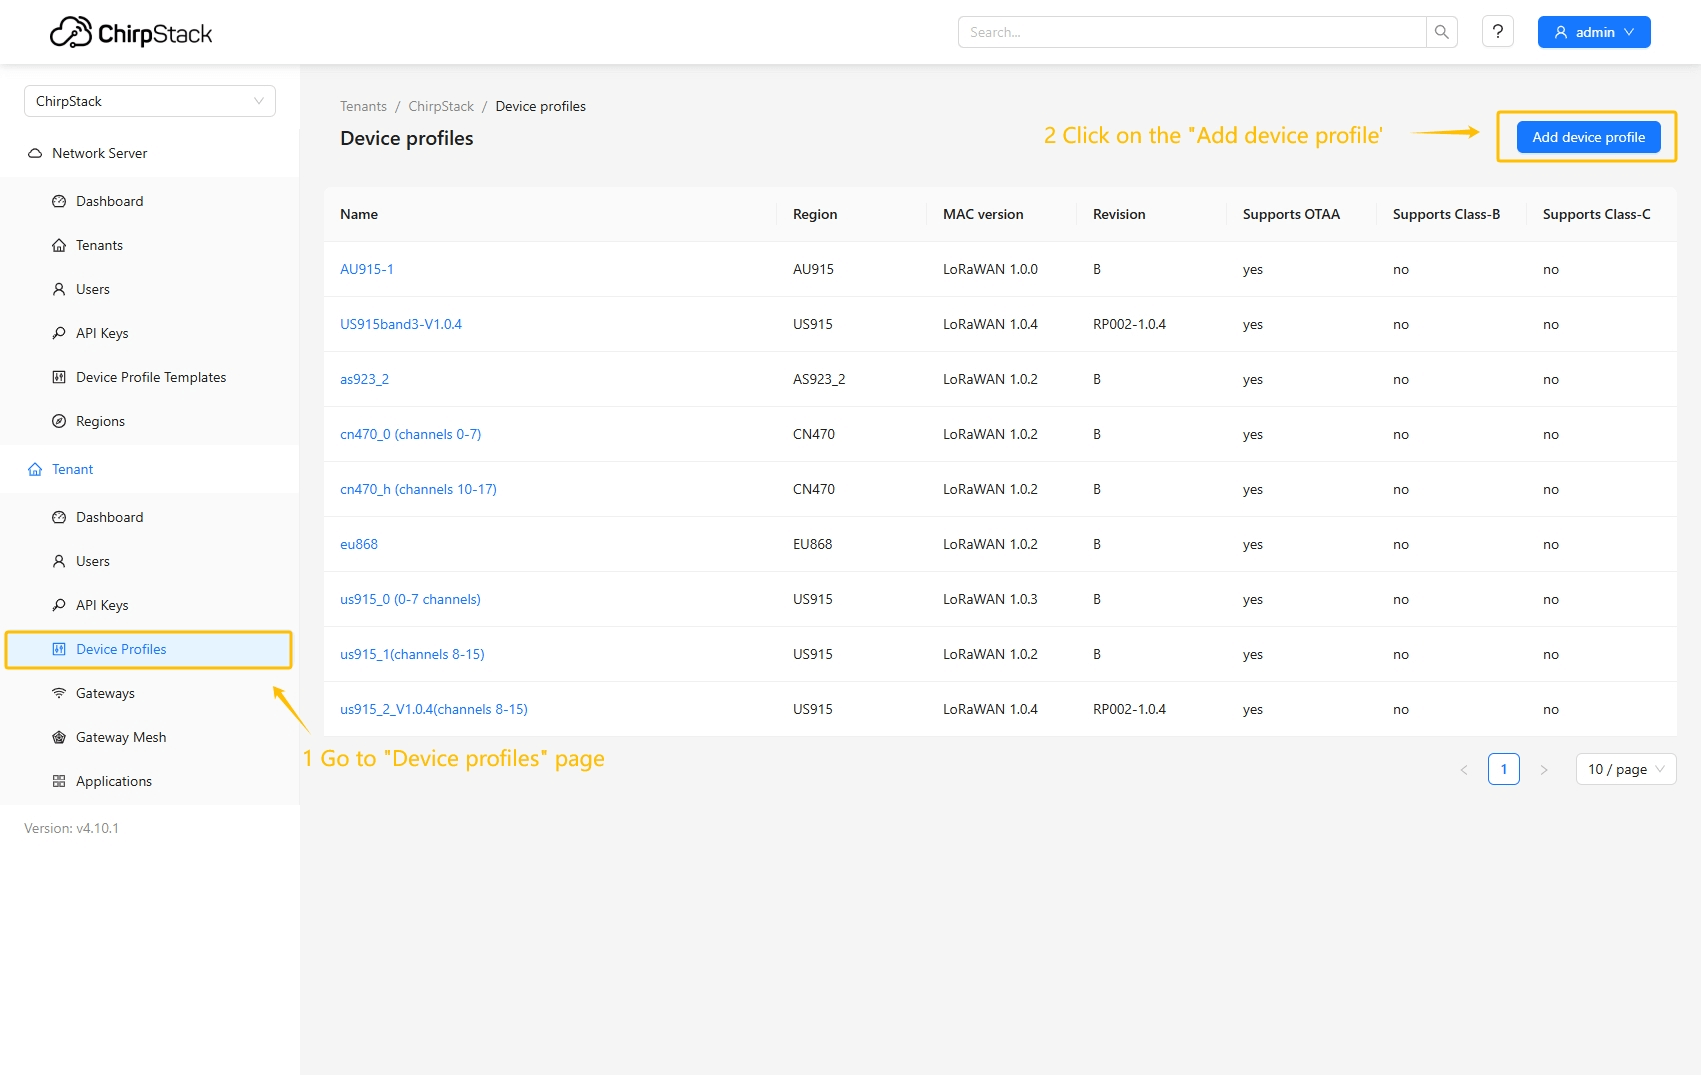 ChirpStack
Search...
?
admin
ChirpStack
Network Server
Dashboard
Tenants
Users
API Keys
Device Profile Templates
Regions
Tenant
Dashboard
Users
API Keys
Device Profiles
Gateways
Gateway Mesh
Applications
Version: v4.10.1
Tenants / ChirpStack / Device profiles
Device profiles
2 Click on the "Add device profile'
Add device profile
Name Region MAC version Revision Supports OTAA Supports Class-B Supports Class-C
AU915-1 AU915 LoRaWAN 1.0.0 B yes no no
US915band3-V1.0.4 US915 LoRaWAN 1.0.4 RP002-1.0.4 yes no no
as923_2 AS923_2 LoRaWAN 1.0.2 B yes no no
cn470_0 (channels 0-7) CN470 LoRaWAN 1.0.2 B yes no no
cn470_h (channels 10-17) CN470 LoRaWAN 1.0.2 B yes no no
eu868 EU868 LoRaWAN 1.0.2 B yes no no
us915_0 (0-7 channels) US915 LoRaWAN 1.0.3 B yes no no
us915_1(channels 8-15) US915 LoRaWAN 1.0.2 B yes no no
us915_2_V1.0.4(channels 8-15) US915 LoRaWAN 1.0.4 RP002-1.0.4 yes no no
1 Go to "Device profiles" page
< 1 > 10 / page